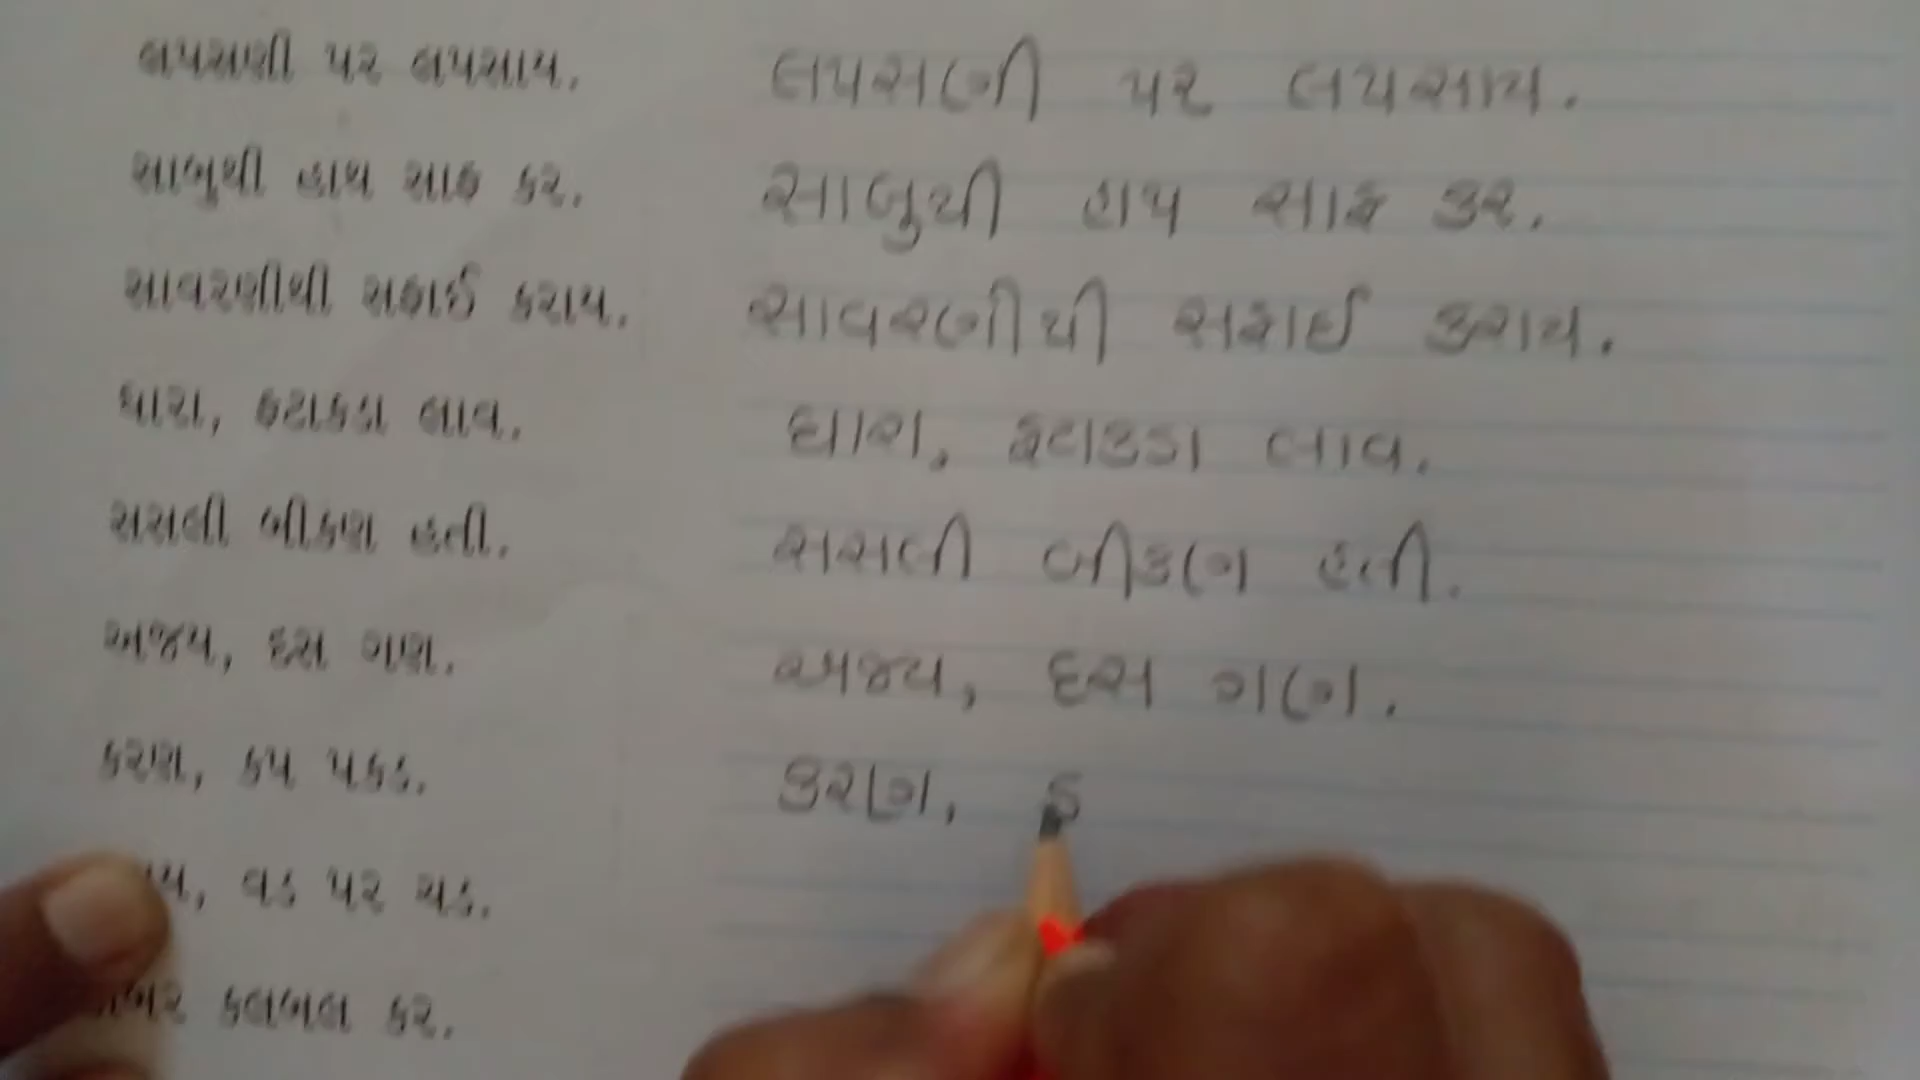 લપસણી પર લપસાય. લપસણી પર લપસાય.
સાબુથી હાથ સાફ કર. સાબુથી હાથ સાફ કર.
સાવરણીથી સફાઈ કરાય. સાવરણીથી સફાઈ કરાય.
ધારા, ફટાકડા લાવ. ધારા, ફટાકડા લાવ.
સસલી બીકણ હતી. સસલી બીકણ હતી.
અજય, દસ ગણ. અજય, દસ ગણ.
કરણ, કપ પકડ. કરણ, ક
વડ પર ચડ.
કલબલ કર.